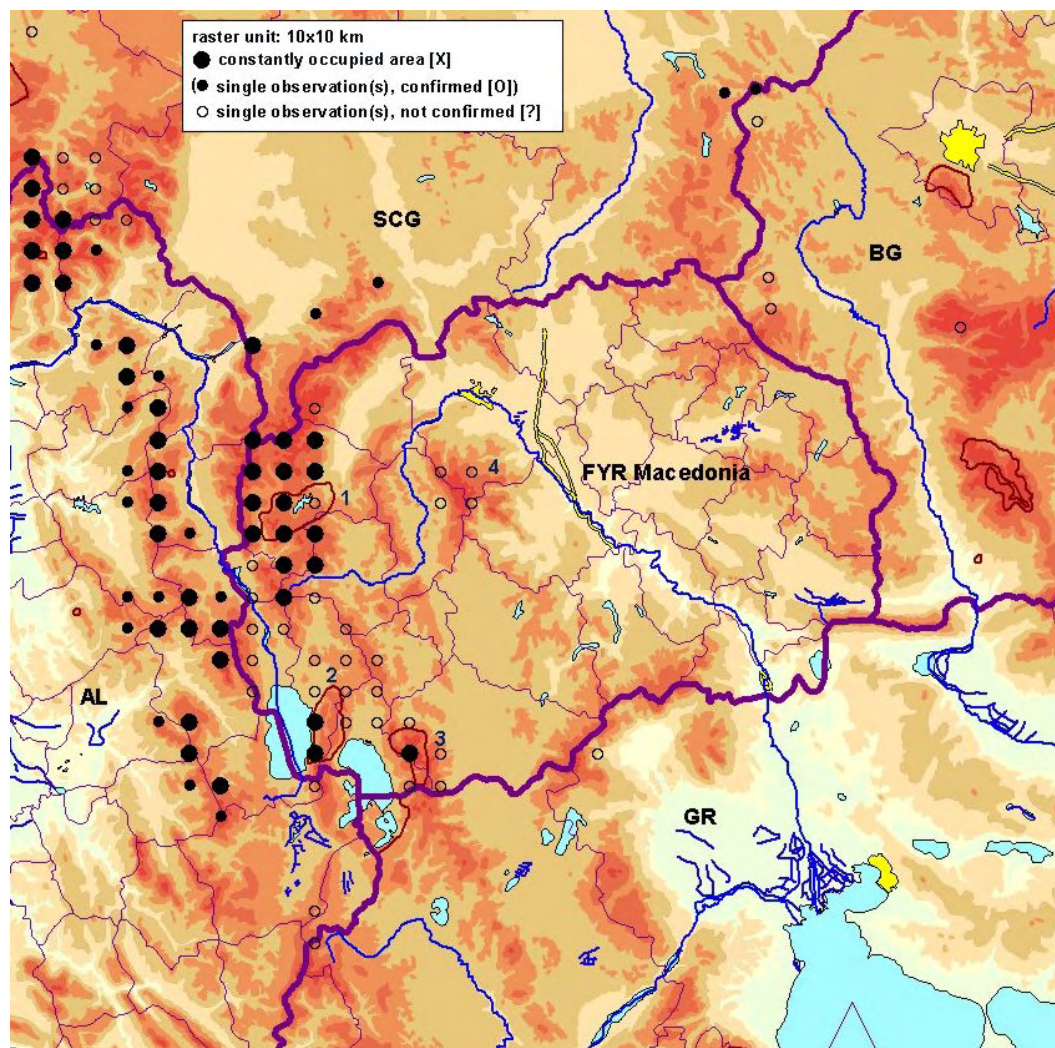 raster unit: 10x10 km
constantly occupied area [X]
(● single observation(s), confirmed [O])
single observation(s), not confirmed [?]
SCG
BG
4
FYR Macedonia
1
2
AL
3
GR